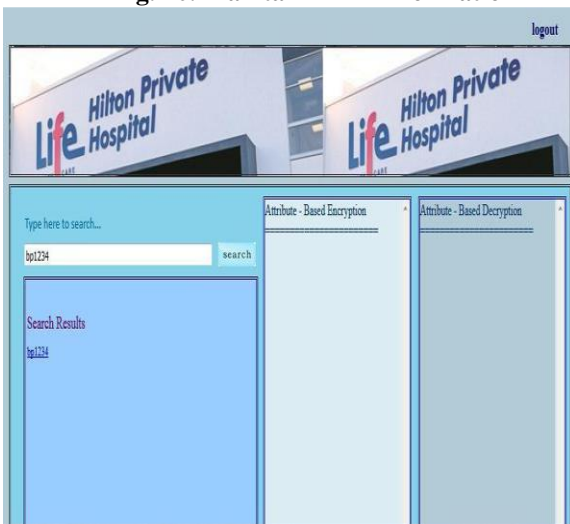 logout
Life Hilton Private
Hospital
Life Hilton Private
Hospital
Type here to search...
bp1234
search
Search Results
bp1234
Attribute - Based Encryption
======================
Attribute - Based Decryption
======================